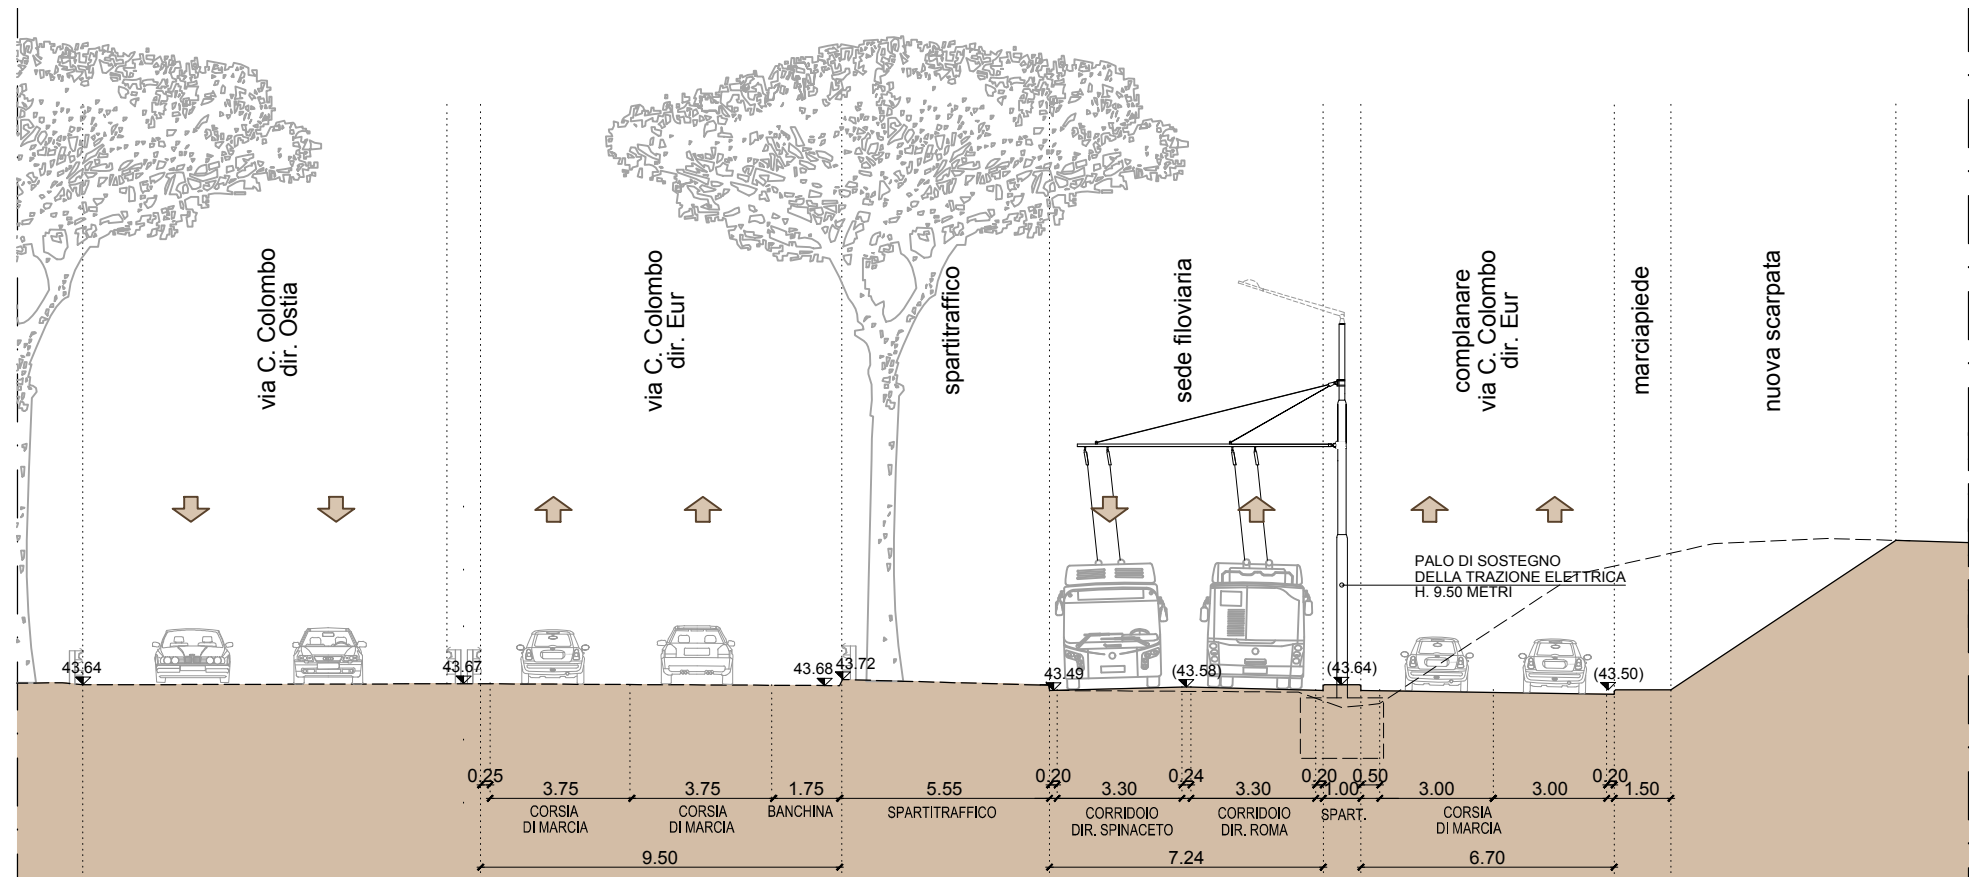 via C. Colombo
dir. Ostia
via C. Colombo
dir. Eur
spartitraffico
sede filoviaria
complanare
via C. Colombo
dir. Eur
marciapiede
nuova scarpata
PALO DI SOSTEGNO
DELLA TRAZIONE ELETTRICA
H. 9.50 METRI
43.64
43.67
43.68
43.72
43.49
(43.58)
(43.64)
(43.50)
0.25
0.20
0.24
0.20
0.50
0.20
3.75
3.75
1.75
5.55
3.30
3.30
1.00
3.00
3.00
1.50
CORSIA
DI MARCIA
CORSIA
DI MARCIA
BANCHINA
SPARTITRAFFICO
CORRIDOIO
DIR. SPINACETO
CORRIDOIO
DIR. ROMA
SPART.
CORSIA
DI MARCIA
9.50
7.24
6.70